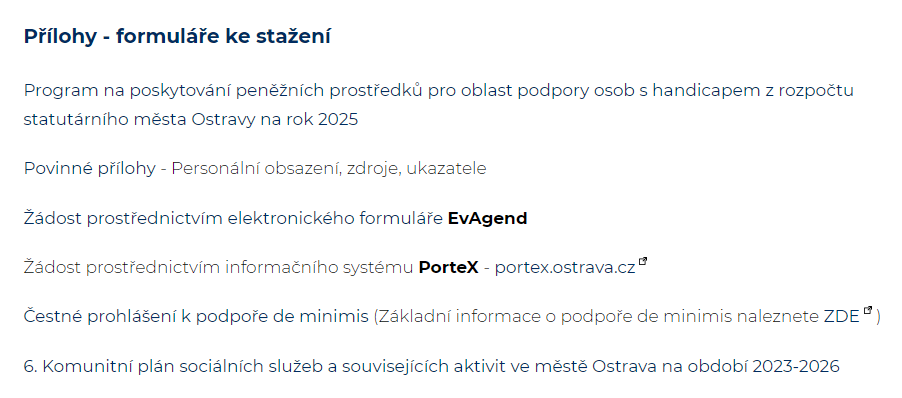 Přílohy - formuláře ke stažení
Program na poskytování peněžních prostředků pro oblast podpory osob s handicapem z rozpočtu
statutárního města Ostravy na rok 2025
Povinné přílohy - Personální obsazení, zdroje, ukazatele
Žádost prostřednictvím elektronického formuláře EvAgend
Žádost prostřednictvím informačního systému PorteX - portex.ostrava.cz
Čestné prohlášení k podpoře de minimis (Základní informace o podpoře de minimis naleznete ZDE )
6. Komunitní plán sociálních služeb a souvisejících aktivit ve městě Ostrava na období 2023-2026